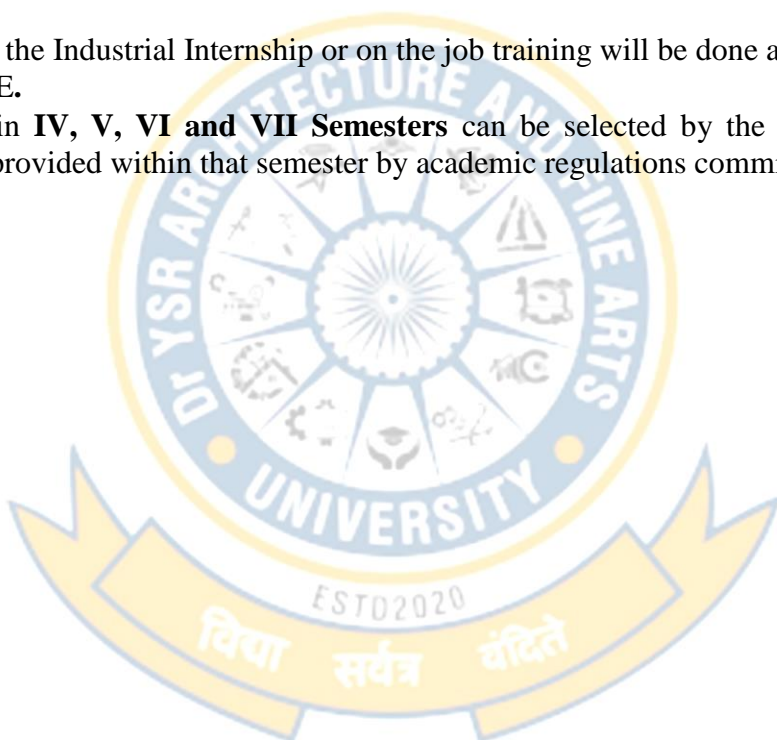 the Industrial Internship or on the job training will be done a
E.
in IV, V, VI and VII Semesters can be selected by the
provided within that semester by academic regulations commi
Dr YSR ARCHITECTURE AND FINE ARTS
UNIVERSITY
ESTD2020
विद्या सर्वत्र वंदिते